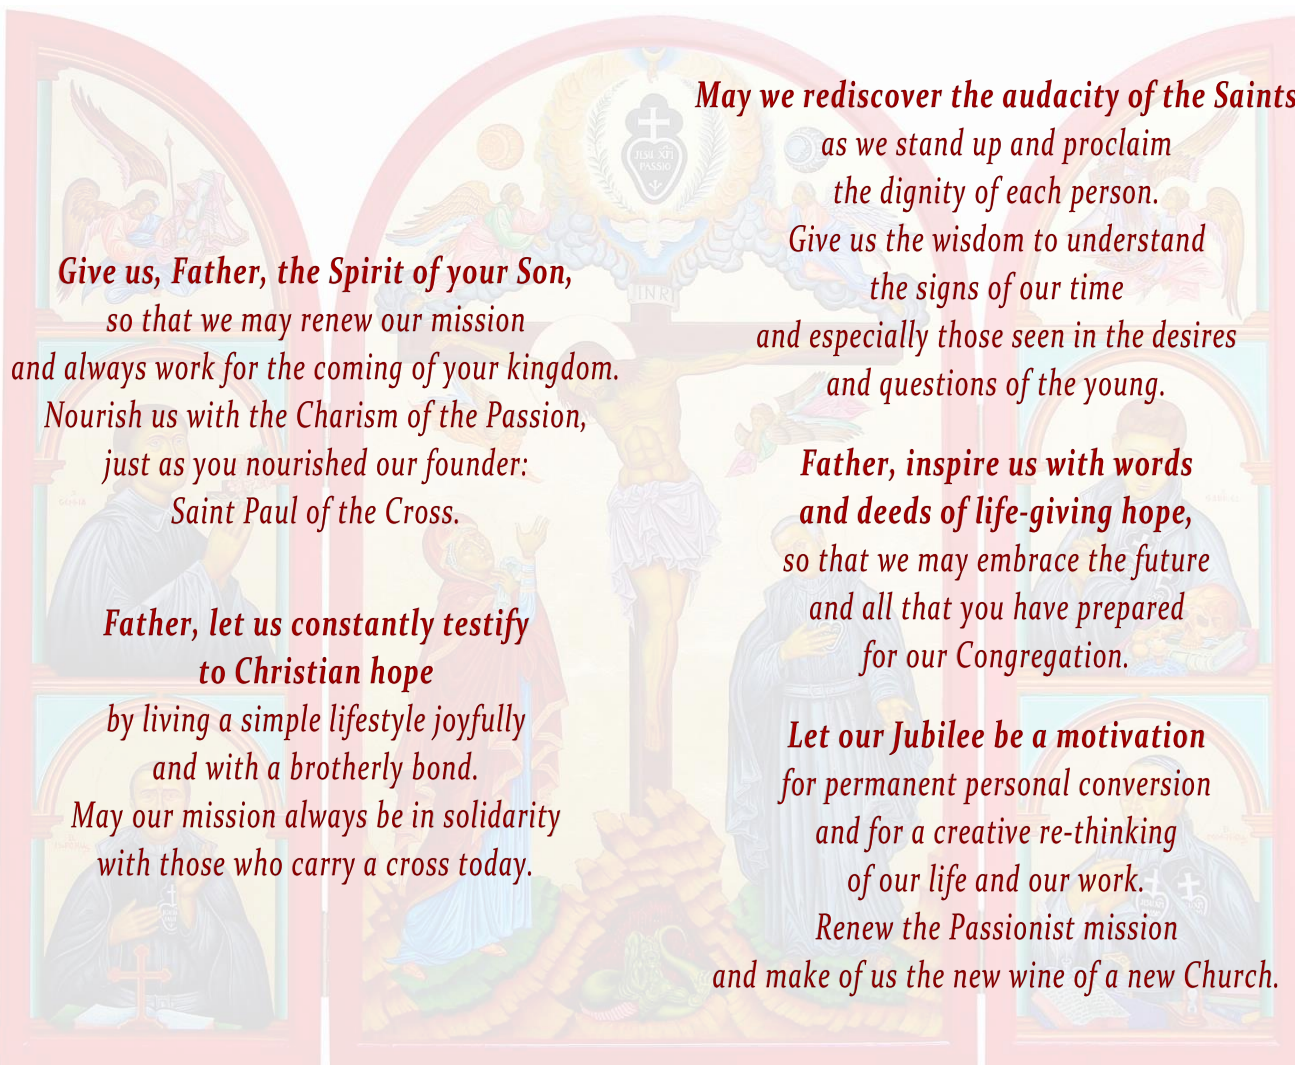 Give us, Father, the Spirit of your Son,
so that we may renew our mission
and always work for the coming of your kingdom.
Nourish us with the Charism of the Passion,
just as you nourished our founder:
Saint Paul of the Cross.
Father, let us constantly testify
to Christian hope
by living a simple lifestyle joyfully
and with a brotherly bond.
May our mission always be in solidarity
with those who carry a cross today.
May we rediscover the audacity of the Saints
as we stand up and proclaim
the dignity of each person.
Give us the wisdom to understand
the signs of our time
and especially those seen in the desires
and questions of the young.
Father, inspire us with words
and deeds of life-giving hope,
so that we may embrace the future
and all that you have prepared
for our Congregation.
Let our Jubilee be a motivation
for permanent personal conversion
and for a creative re-thinking
of our life and our work.
Renew the Passionist mission
and make of us the new wine of a new Church.
JESU XPI
PASSIO
INRI